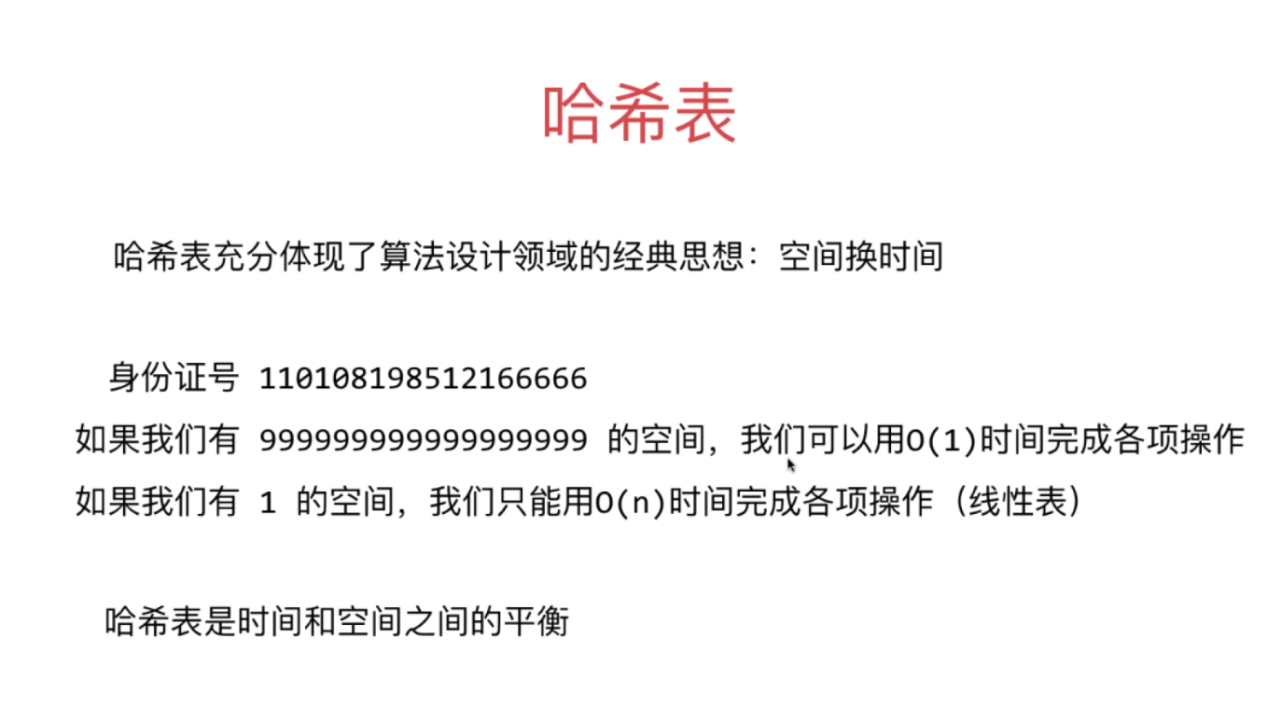 哈希表
哈希表充分体现了算法设计领域的经典思想：空间换时间
身份证号 110108198512166666
如果我们有 999999999999999999 的空间，我们可以用O(1)时间完成各项操作
如果我们有 1 的空间，我们只能用O(n)时间完成各项操作（线性表）
哈希表是时间和空间之间的平衡